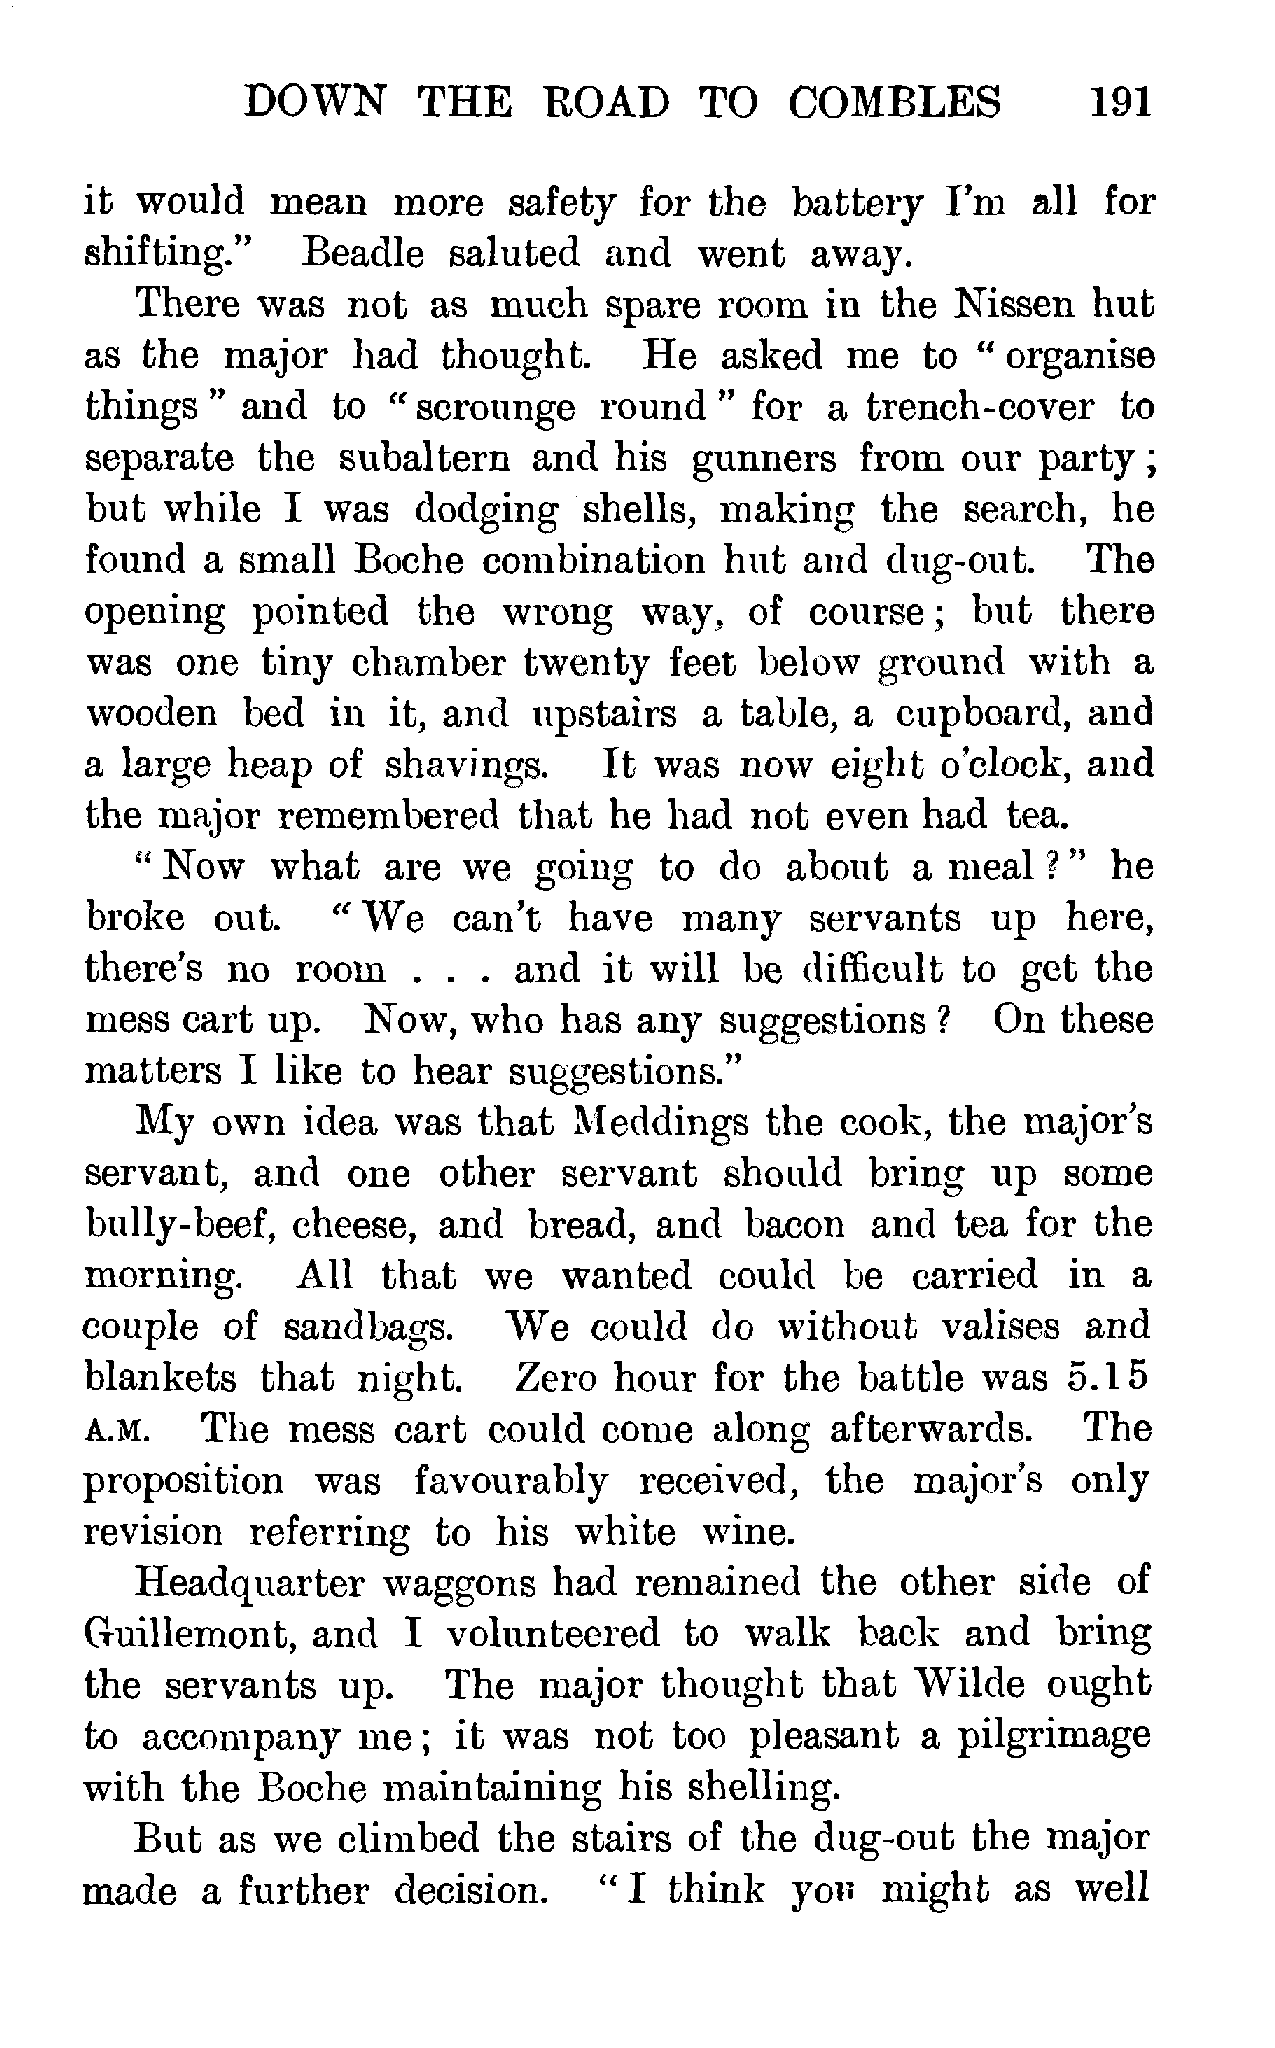 DOWN THE ROAD TO COMBLES 191
it would mean more safety for the battery I'm all for
shifting." Beadle saluted and went away.
There was not as much spare room in the Nissen hut
as the major had thought. He asked me to " organise
things " and to " scrounge round " for a trench-cover to
separate the subaltern and his gunners from our party ;
but while I was dodging shells, making the search, he
found a small Boche combination hut and dug-out. The
opening pointed the wrong way, of course ; but there
was one tiny chamber twenty feet below ground with a
wooden bed in it, and upstairs a table, a cupboard, and
a large heap of shavings. It was now eight o'clock, and
the major remembered that he had not even had tea.
" Now what are we going to do about a meal ? " he
broke out. " We can't have many servants up here,
there's no room . . . and it will be difficult to get the
mess cart up. Now, who has any suggestions ? On these
matters I like to hear suggestions."
My own idea was that Meddings the cook, the major's
servant, and one other servant should bring up some
bully-beef, cheese, and bread, and bacon and tea for the
morning. All that we wanted could be carried in a
couple of sandbags. We could do without valises and
blankets that night. Zero hour for the battle was 5.15
A.M. The mess cart could come along afterwards. The
proposition was favourably received, the major's only
revision referring to his white wine.
Headquarter waggons had remained the other side of
Guillemont, and I volunteered to walk back and bring
the servants up. The major thought that Wilde ought
to accompany me ; it was not too pleasant a pilgrimage
with the Boche maintaining his shelling.
But as we climbed the stairs of the dug-out the major
made a further decision. " I think you might as well